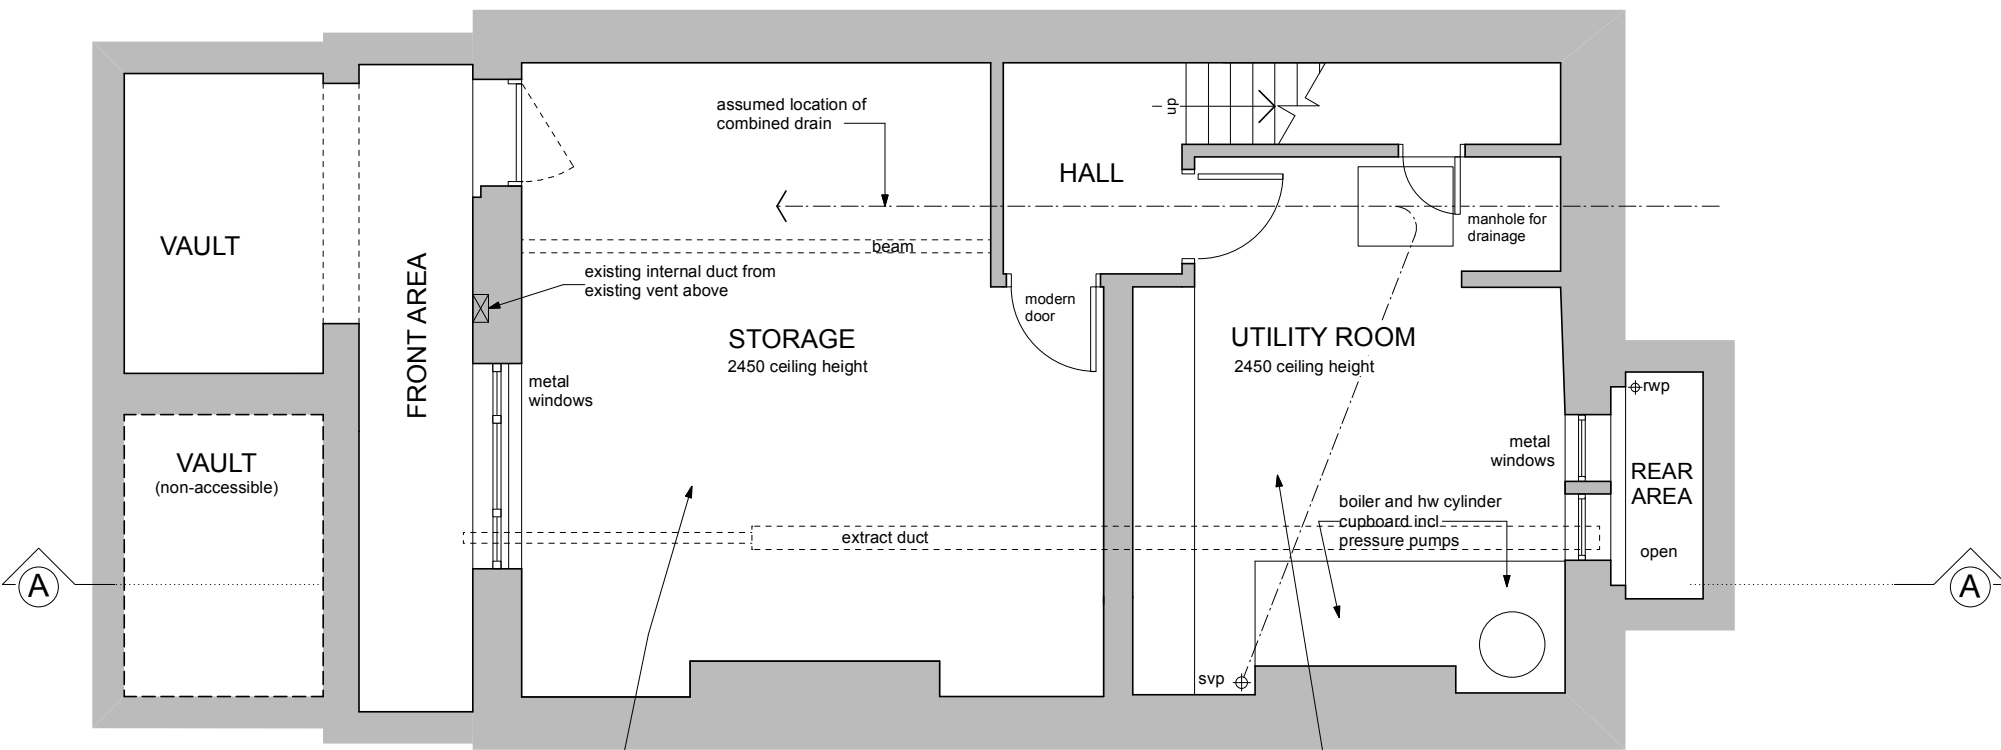 assumed location of
combined drain
up
HALL
manhole for
drainage
VAULT
beam
existing internal duct from
existing vent above
FRONT AREA
modern
door
STORAGE
2450 ceiling height
UTILITY ROOM
2450 ceiling height
metal
windows
rwp
VAULT
(non-accessible)
metal
windows
REAR
AREA
boiler and hw cylinder
cupboard incl
pressure pumps
extract duct
open
A
A
svp